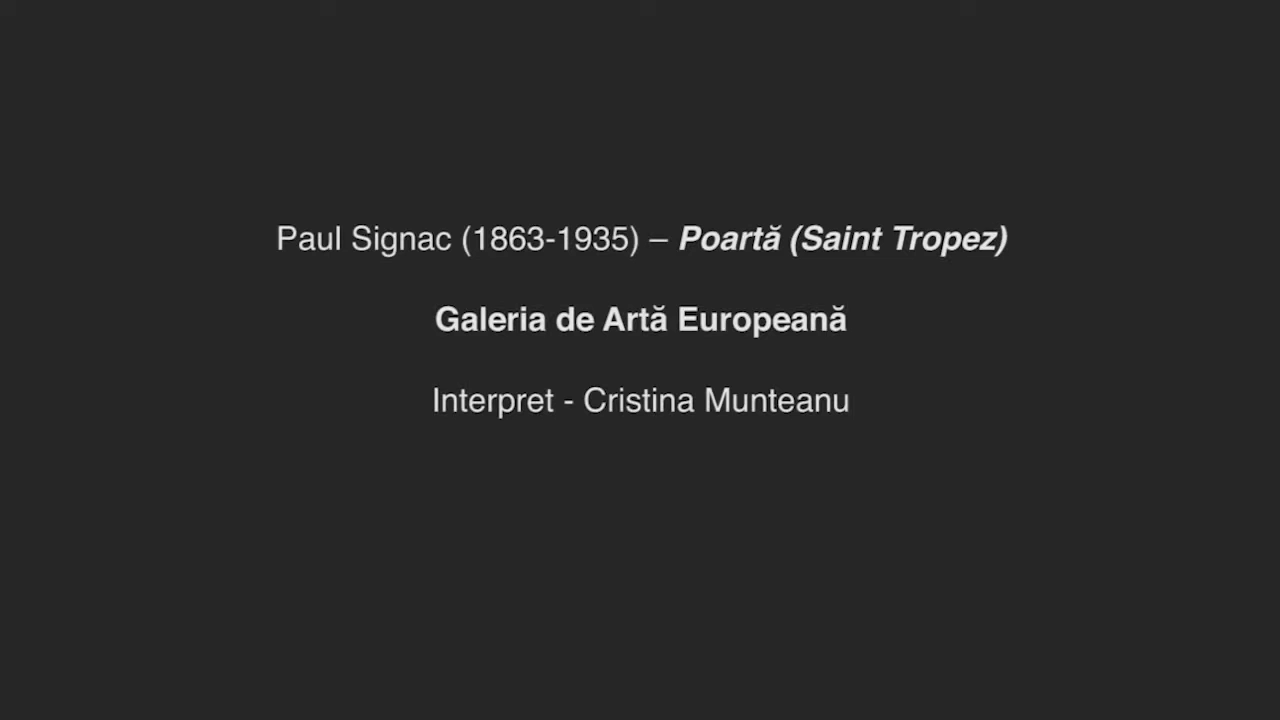 Paul Signac (1863-1935) – Poartă (Saint Tropez)
Galeria de Artă Europeană
Interpret - Cristina Munteanu